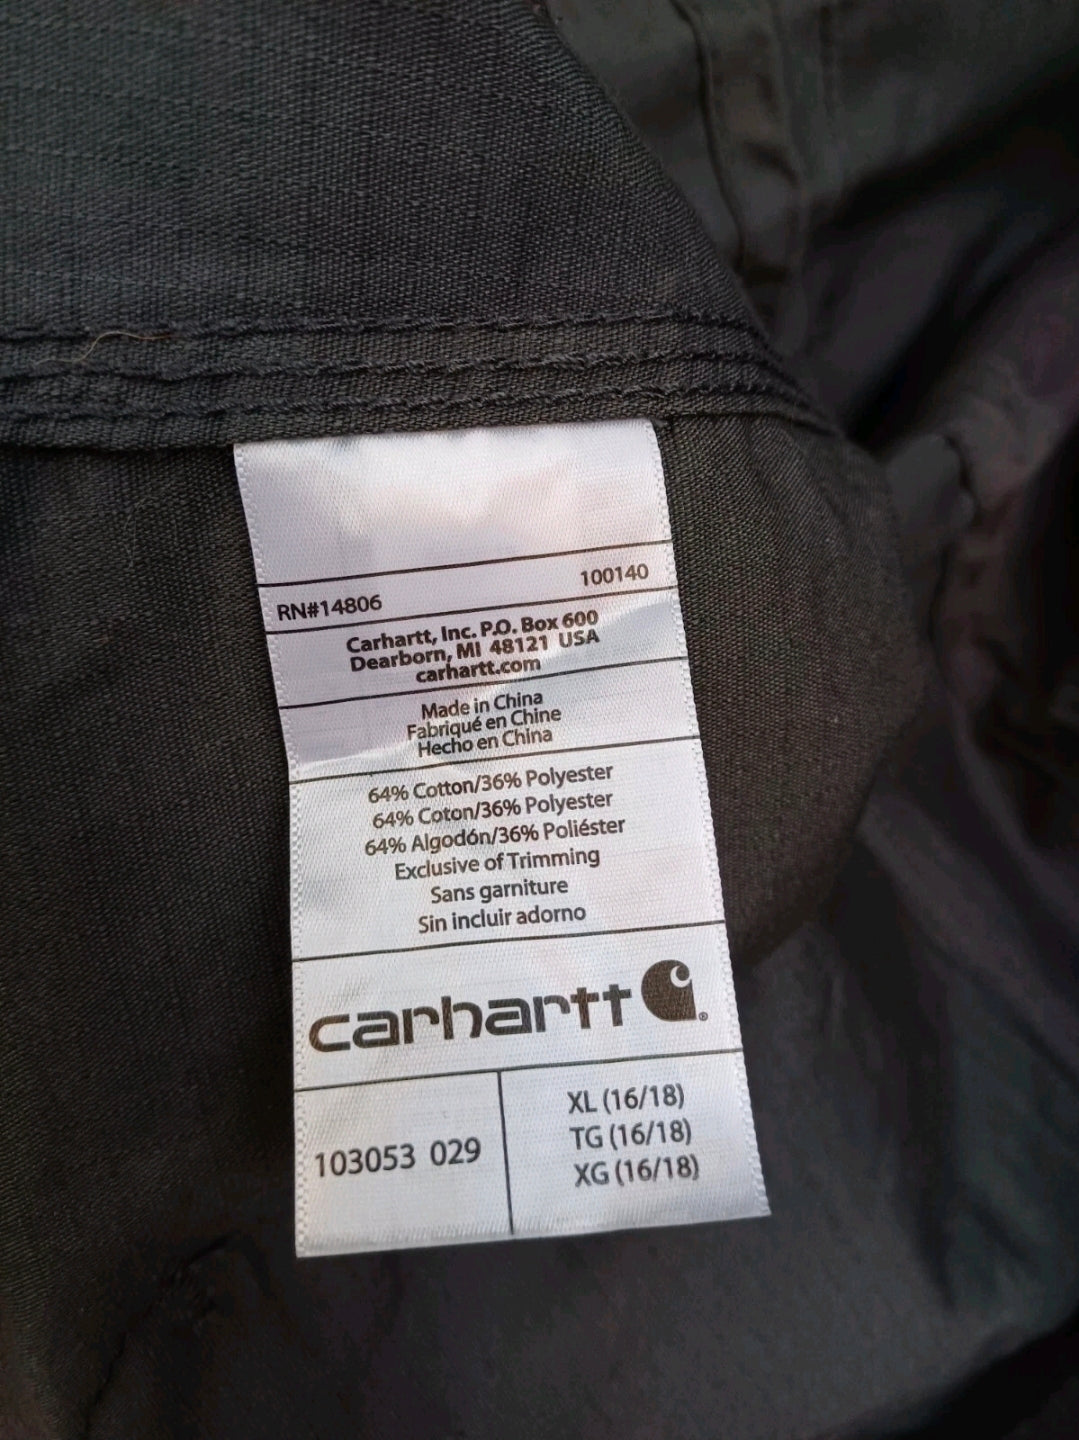 RN#14806 100140
Carhartt, Inc. P.O. Box 600
Dearborn, MI 48121 USA
carhartt.com
Made in China
Fabriqué en Chine
Hecho en China
64% Cotton/36% Polyester
64% Coton/36% Polyester
64% Algodón/36% Poliéster
Exclusive of Trimming
Sans garniture
Sin incluir adorno
carhartt ®
103053 029
XL (16/18)
TG (16/18)
XG (16/18)